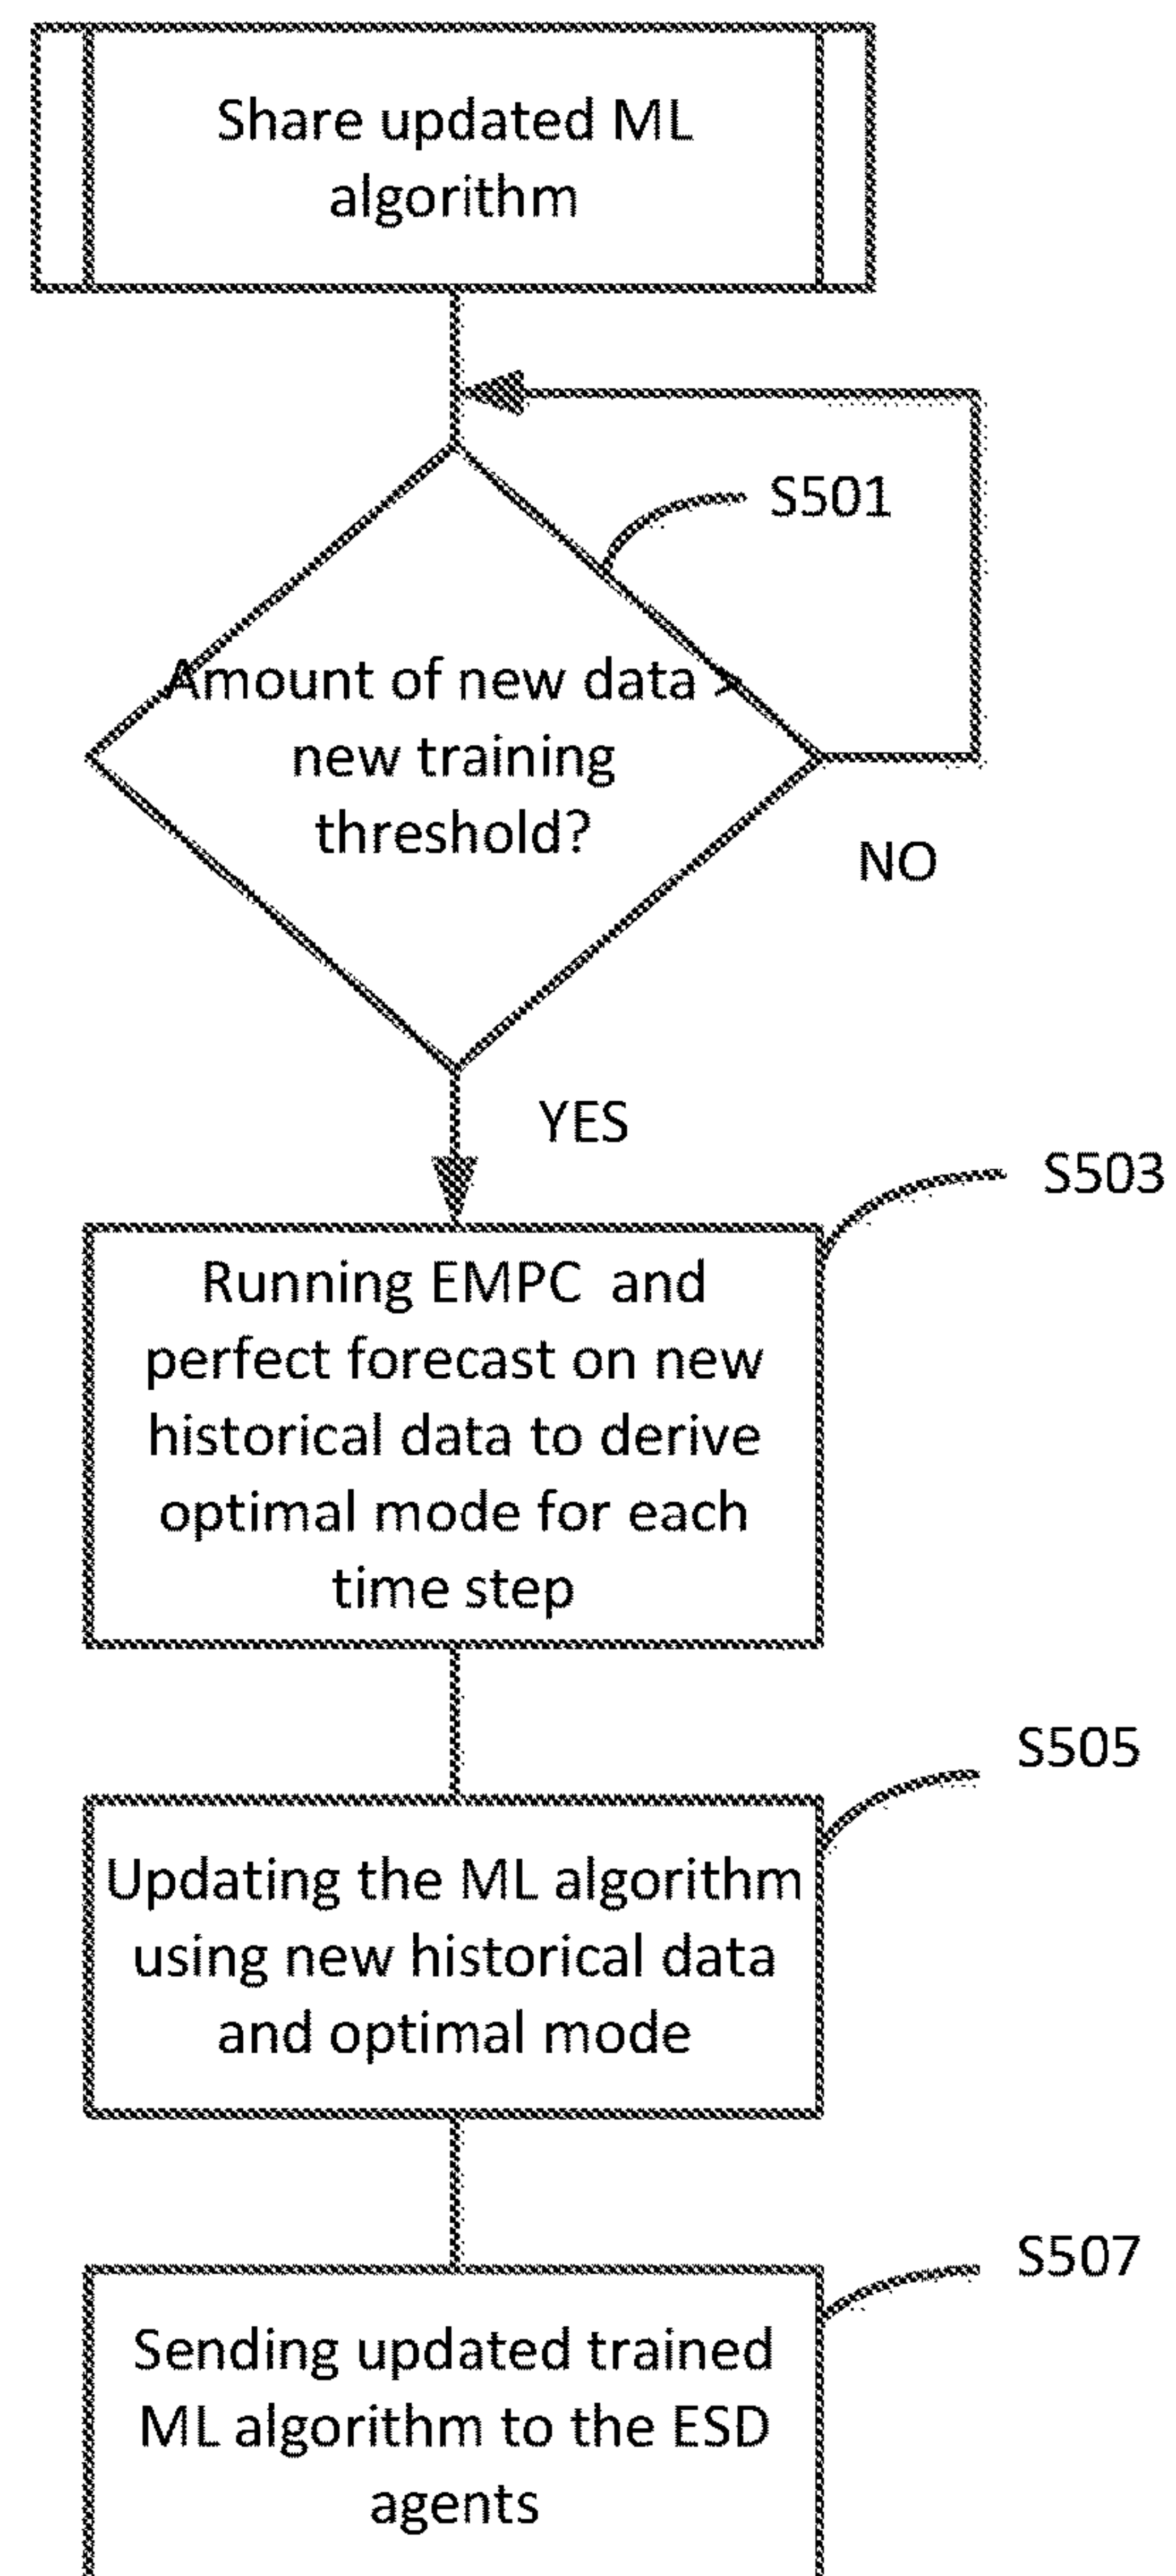 Share updated ML
algorithm
S501
Amount of new data >
new training
threshold?
NO
YES
S503
Running EMPC and
perfect forecast on new
historical data to derive
optimal mode for each
time step
S505
Updating the ML algorithm
using new historical data
and optimal mode
S507
Sending updated trained
ML algorithm to the ESD
agents